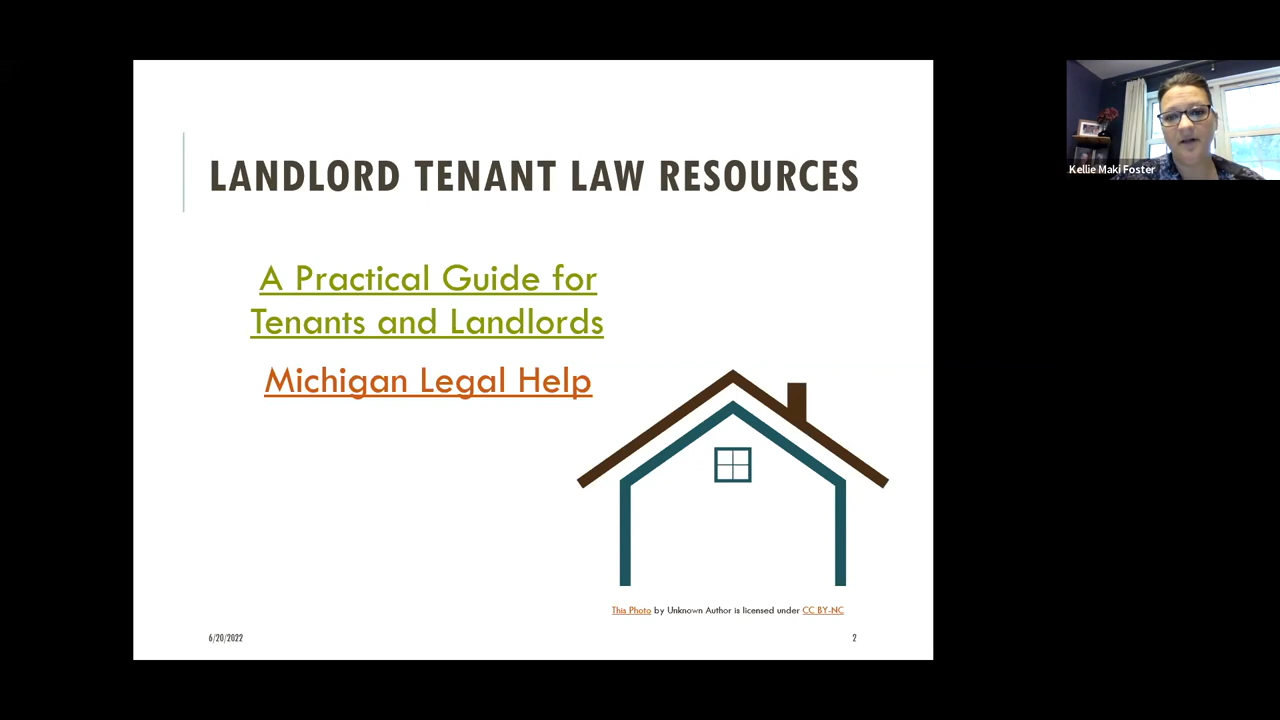 LANDLORD TENANT LAW RESOURCES
A Practical Guide for
Tenants and Landlords
Michigan Legal Help
This Photo by Unknown Author is licensed under CC BY-NC
6/20/2022
2
Kellie Maki Foster